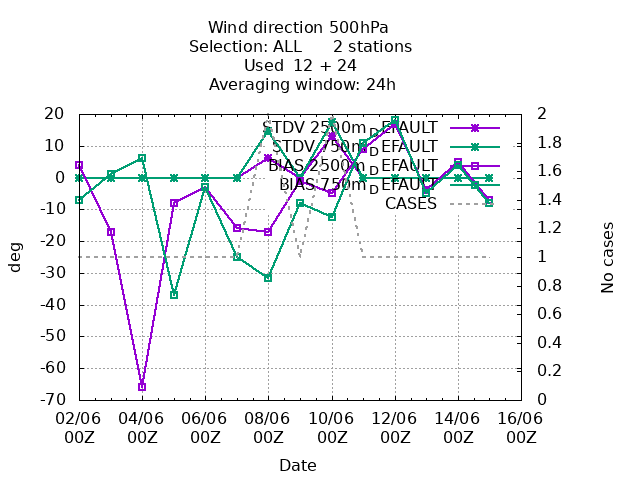 Wind direction 500hPa
Selection: ALL 2 stations
Used 12 + 24
Averaging window: 24h
STDV 2500m_DEFAULT
STDV 750m_DEFAULT
BIAS 2500m_DEFAULT
BIAS 750m_DEFAULT
CASES
20
10
0
-10
-20
-30
-40
-50
-60
-70
deg
2
1.8
1.6
1.4
1.2
1
0.8
0.6
0.4
0.2
0
No cases
02/06 04/06 06/06 08/06 10/06 12/06 14/06 16/06
00Z 00Z 00Z 00Z 00Z 00Z 00Z 00Z
Date